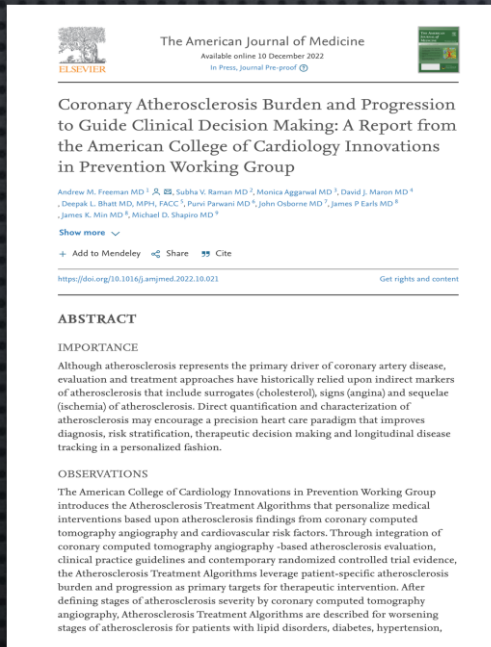 ELSEVIER
The American Journal of Medicine
Available online 10 December 2022
In Press, Journal Pre-proof
Coronary Atherosclerosis Burden and Progression
to Guide Clinical Decision Making: A Report from
the American College of Cardiology Innovations
in Prevention Working Group
Andrew M. Freeman MD 1, Subha V. Raman MD 2, Monica Aggarwal MD 3, David J. Maron MD 4
, Deepak L. Bhatt MD, MPH, FACC 5, Purvi Parwani MD 6, John Osborne MD 7, James P Earls MD 8
, James K. Min MD 8, Michael D. Shapiro MD 9
Show more
+ Add to Mendeley Share Cite
https://doi.org/10.1016/j.amjmed.2022.10.021 Get rights and content
ABSTRACT
IMPORTANCE
Although atherosclerosis represents the primary driver of coronary artery disease,
evaluation and treatment approaches have historically relied upon indirect markers
of atherosclerosis that include surrogates (cholesterol), signs (angina) and sequelae
(ischemia) of atherosclerosis. Direct quantification and characterization of
atherosclerosis may encourage a precision heart care paradigm that improves
diagnosis, risk stratification, therapeutic decision making and longitudinal disease
tracking in a personalized fashion.
OBSERVATIONS
The American College of Cardiology Innovations in Prevention Working Group
introduces the Atherosclerosis Treatment Algorithms that personalize medical
interventions based upon atherosclerosis findings from coronary computed
tomography angiography and cardiovascular risk factors. Through integration of
coronary computed tomography angiography -based atherosclerosis evaluation,
clinical practice guidelines and contemporary randomized controlled trial evidence,
the Atherosclerosis Treatment Algorithms leverage patient-specific atherosclerosis
burden and progression as primary targets for therapeutic intervention. After
defining stages of atherosclerosis severity by coronary computed tomography
angiography, Atherosclerosis Treatment Algorithms are described for worsening
stages of atherosclerosis for patients with lipid disorders, diabetes, hypertension,